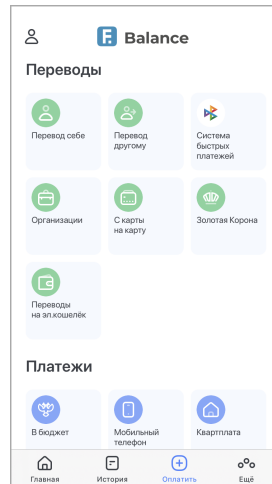 F. Balance
Переводы
Перевод себе
Перевод
другому
Система
быстрых
платежей
Организации
С карты
на карту
Золотая Корона
Переводы
на эл.кошелёк
Платежи
В бюджет
Мобильный
телефон
Квартплата
Главная
История
Оплатить
Ещё